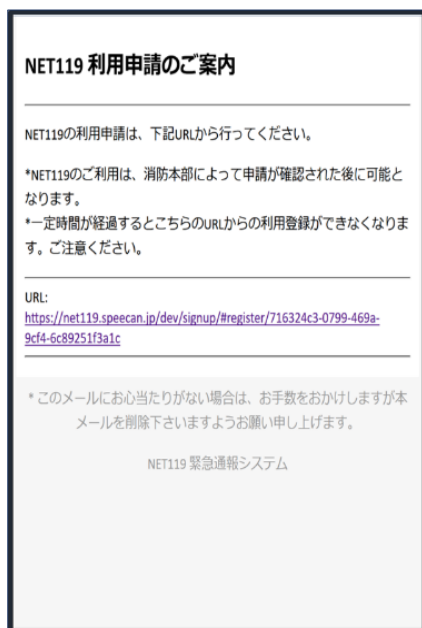 NET119 利用申請のご案内
NET119の利用申請は、下記URLから行ってください。
*NET119のご利用は、消防本部によって申請が確認された後に可能と
なります。
*一定時間が経過するとこちらのURLからの利用登録ができなくなりま
す。ご注意ください。
URL:
https://net119.speecan.jp/dev/signup/#register/716324c3-0799-469a-
9cf4-6c89251f3a1c
* このメールにお心当たりがない場合は、お手数をおかけしますが本
メールを削除下さいますようお願い申し上げます。
NET119 緊急通報システム